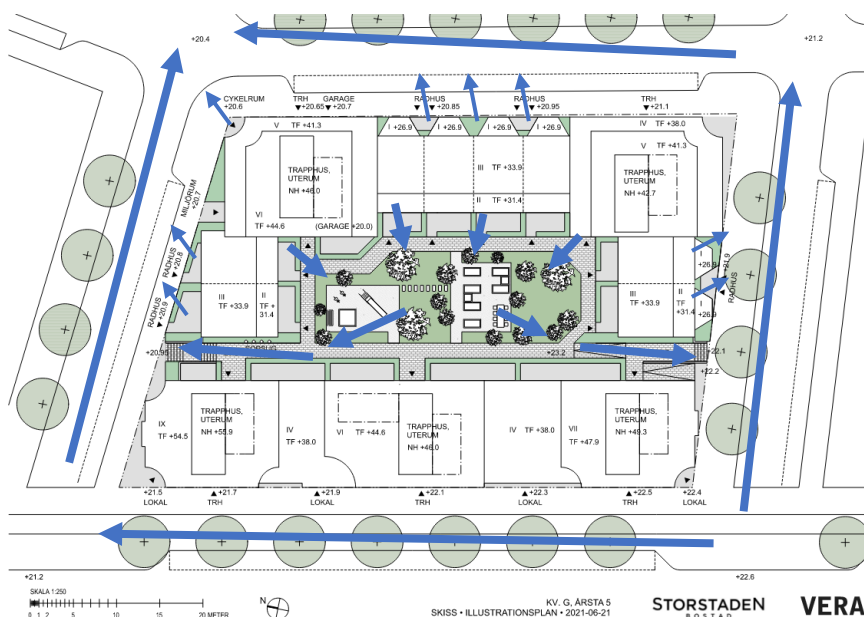 +20.4
+21.2
CYKELRUM
+20.6
TRH
+20.65
GARAGE
+20.7
RADHUS
+20.85
RADHUS
+20.95
TRH
+21.1
V TF +41.3
I +26.9
I +26.9
I +26.9
I +26.9
IV TF +38.0
V TF +41.3
TRAPPHUS,
UTERUM
NH +46.0
III TF +33.9
II TF +31.4
TRAPPHUS,
UTERUM
NH +42.7
MILJÖRUM
+20.7
VI
TF +44.6
(GARAGE +20.0)
RADHUS
+20.8
RADHUS
+20.9
III
TF +33.9
II
TF +
31.4
III
TF +33.9
II
TF +
31.4
I
+26.9
I
+26.9
+21.9
RADHUS
+20.95
+23.2
+22.1
+22.2
IX
TF +54.5
TRAPPHUS,
UTERUM
NH +55.9
IV
TF +38.0
VI TF +44.6
TRAPPHUS,
UTERUM
NH +46.0
IV TF +38.0
VII
TF +47.9
TRAPPHUS,
UTERUM
NH +49.3
+21.5
LOKAL
+21.7
TRH
+21.9
LOKAL
+22.1
TRH
+22.3
LOKAL
+22.5
TRH
+22.4
LOKAL
+21.2
+22.6
SKALA 1:250
0 1 2 5 10 15 20 METER
N
KV. G, ÅRSTA 5
SKISS • ILLUSTRATIONSPLAN • 2021-06-21
STORSTADEN
BOSTAD
VERA